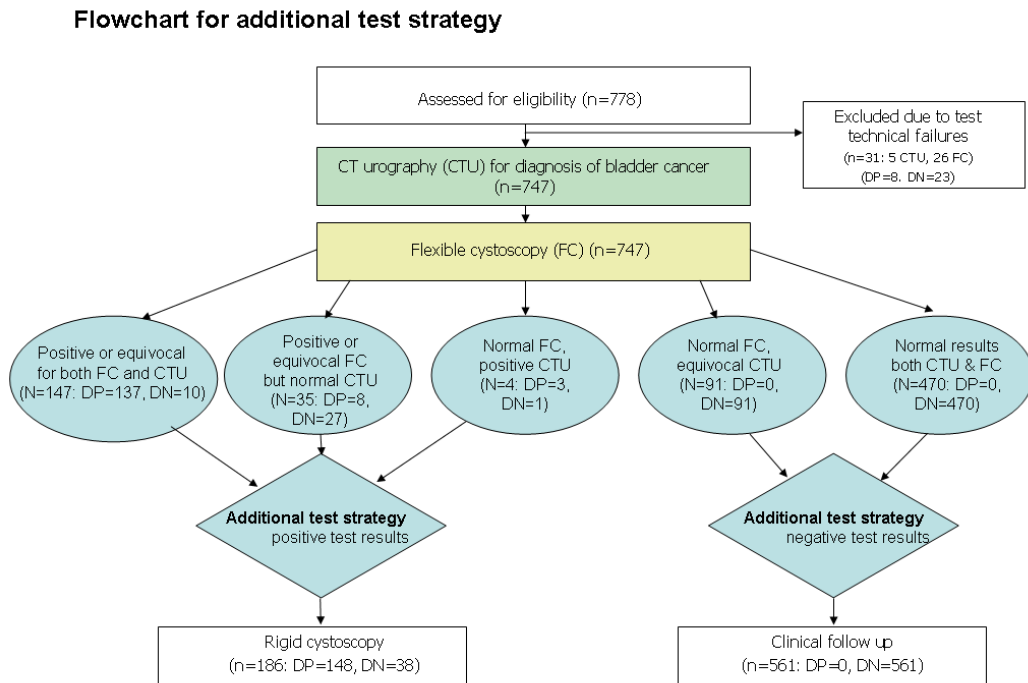 Flowchart for additional test strategy
Assessed for eligibility (n=778)
Excluded due to test
technical failures
(n=31: 5 CTU, 26 FC)
(DP=8. DN=23)
CT urography (CTU) for diagnosis of bladder cancer
(n=747)
Flexible cystoscopy (FC) (n=747)
Positive or equivocal
for both FC and CTU
(N=147: DP=137, DN=10)
Positive or
equivocal FC
but normal CTU
(N=35: DP=8,
DN=27)
Normal FC,
positive CTU
(N=4: DP=3,
DN=1)
Normal FC,
equivocal CTU
(N=91: DP=0,
DN=91)
Normal results
both CTU & FC
(N=470: DP=0,
DN=470)
Additional test strategy
positive test results
Additional test strategy
negative test results
Rigid cystoscopy
(n=186: DP=148, DN=38)
Clinical follow up
(n=561: DP=0, DN=561)